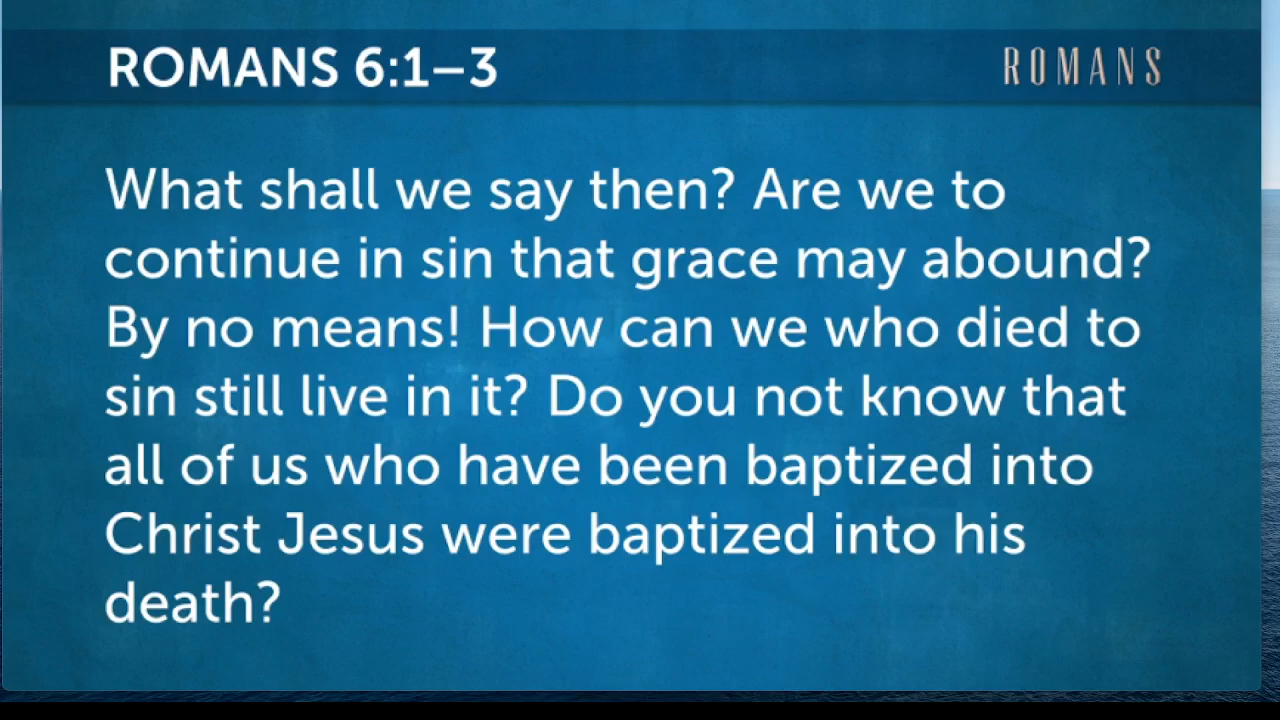 ROMANS 6:1–3
ROMANS
What shall we say then? Are we to
continue in sin that grace may abound?
By no means! How can we who died to
sin still live in it? Do you not know that
all of us who have been baptized into
Christ Jesus were baptized into his
death?